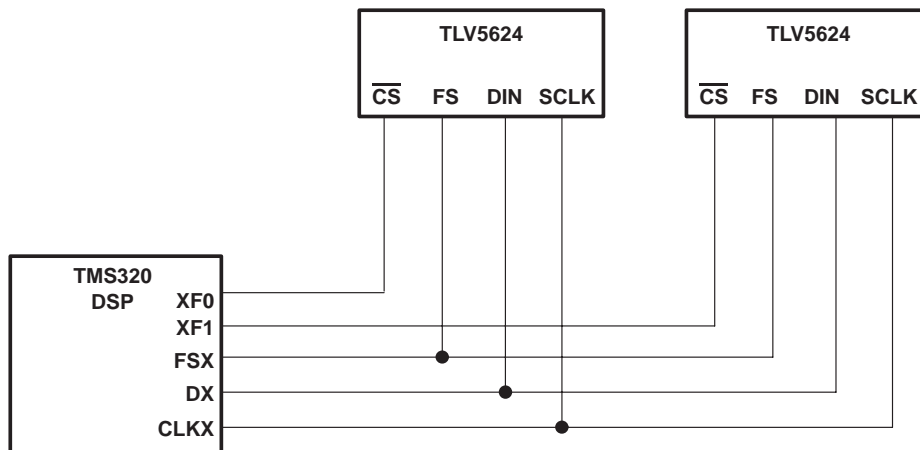 TLV5624
CS FS DIN SCLK
TLV5624
CS FS DIN SCLK
TMS320
DSP
XF0
XF1
FSX
DX
CLKX